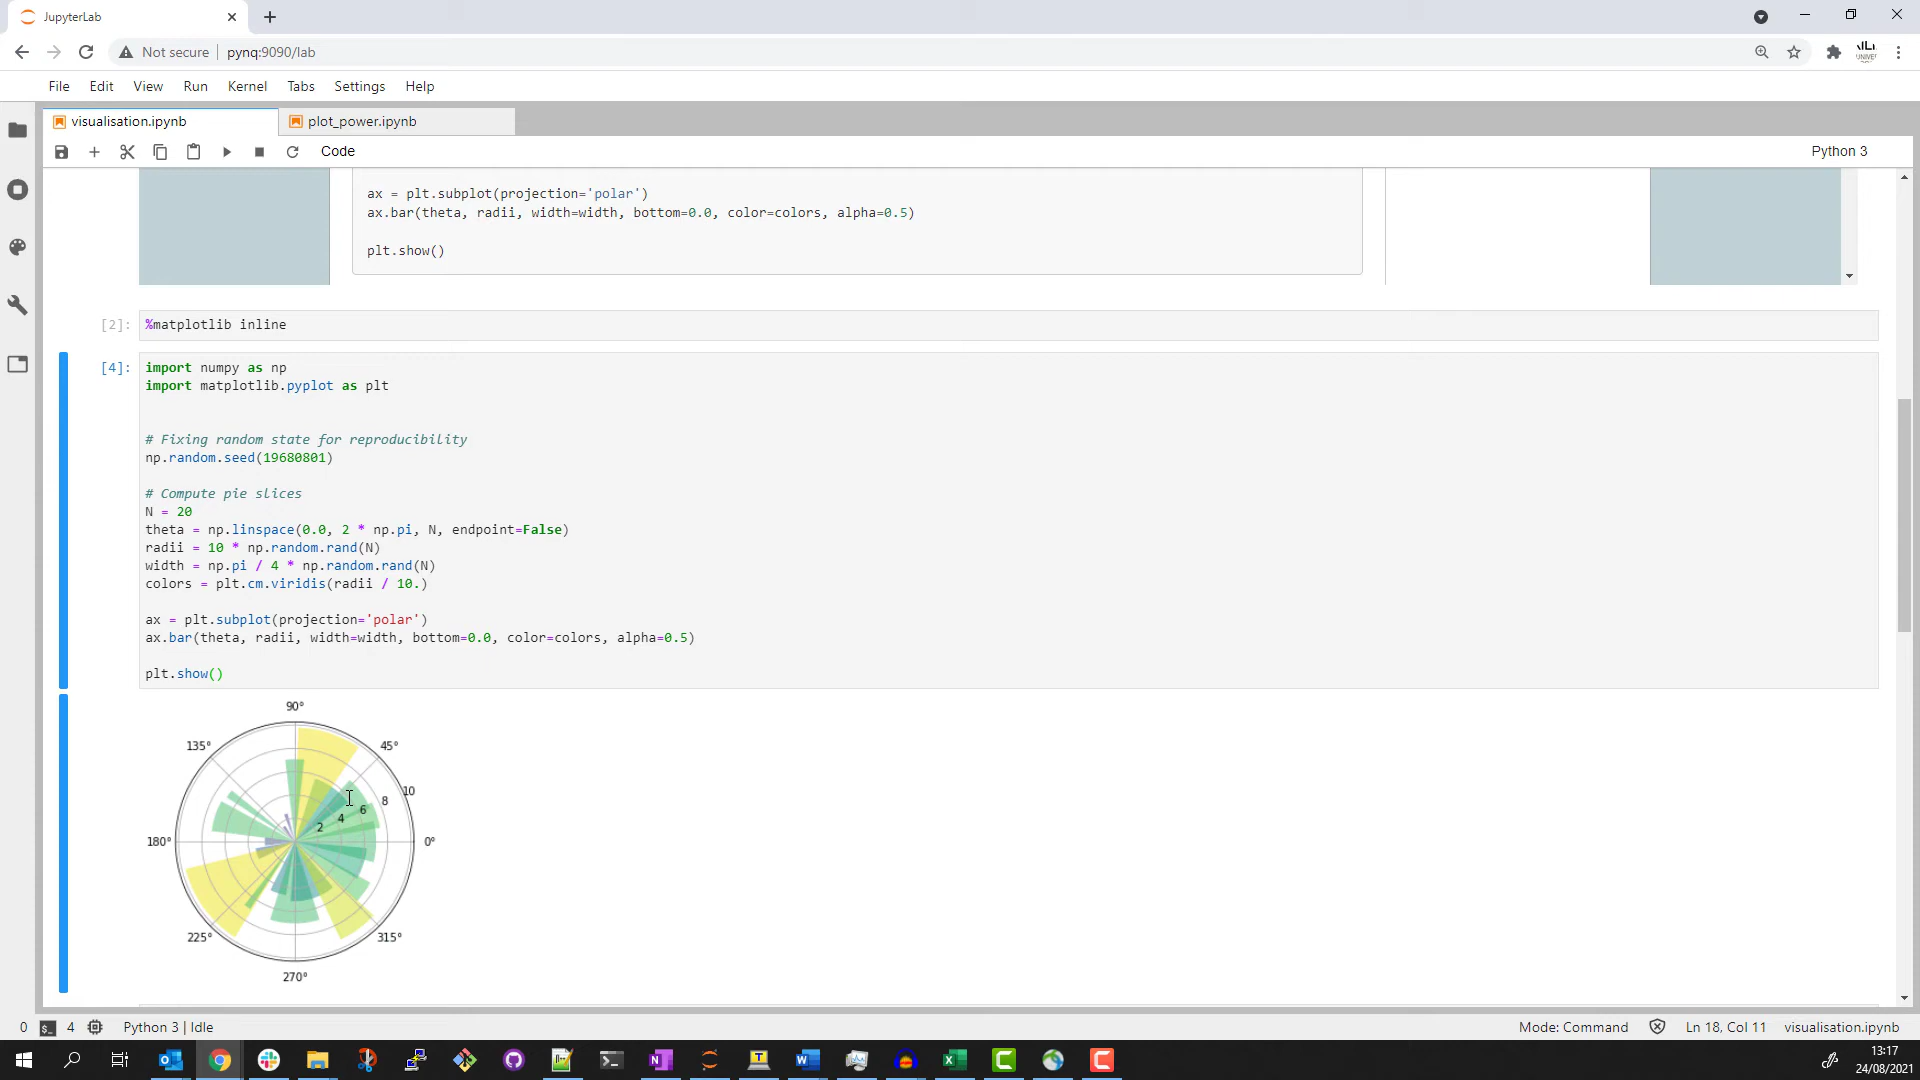 JupyterLab
Not secure pynq:9090/lab
File Edit View Run Kernel Tabs Settings Help
visualisation.ipynb plot_power.ipynb
Code Python 3
ax = plt.subplot(projection='polar')
ax.bar(theta, radii, width=width, bottom=0.0, color=colors, alpha=0.5)
plt.show()
[2]: %matplotlib inline
[4]: import numpy as np
import matplotlib.pyplot as plt
# Fixing random state for reproducibility
np.random.seed(19680801)
# Compute pie slices
N = 20
theta = np.linspace(0.0, 2 * np.pi, N, endpoint=False)
radii = 10 * np.random.rand(N)
width = np.pi / 4 * np.random.rand(N)
colors = plt.cm.viridis(radii / 10.)
ax = plt.subplot(projection='polar')
ax.bar(theta, radii, width=width, bottom=0.0, color=colors, alpha=0.5)
plt.show()
90°
135° 45°
2 4 6 8 10
180° 0°
225° 315°
270°
0 4 Python 3 | Idle Mode: Command Ln 18, Col 11 visualisation.ipynb
13:17
24/08/2021